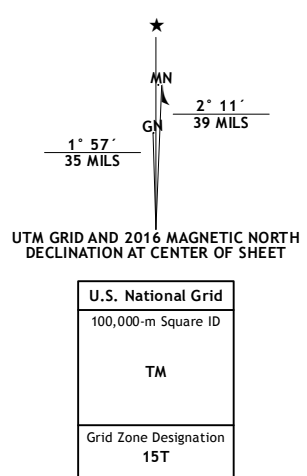 ★
MN
GN
2° 11´
39 MILS
1° 57´
35 MILS
UTM GRID AND 2016 MAGNETIC NORTH
DECLINATION AT CENTER OF SHEET
U.S. National Grid
100,000-m Square ID
TM
Grid Zone Designation
15T